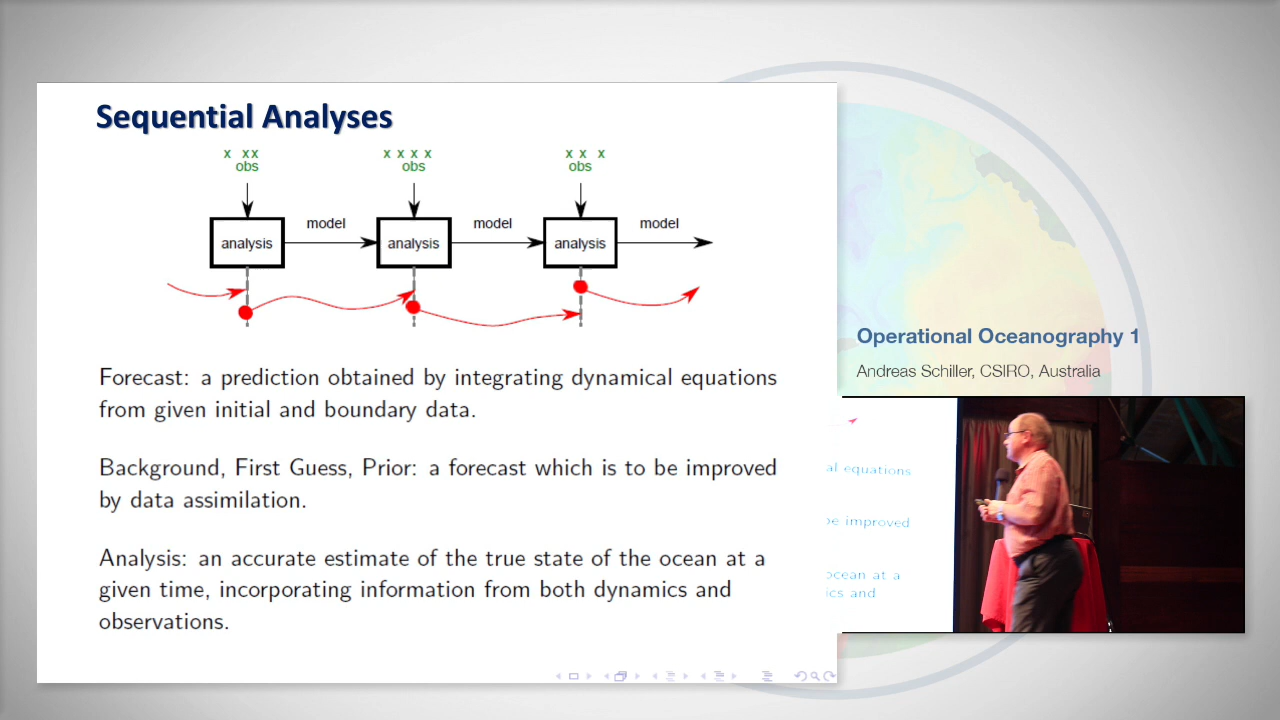 Sequential Analyses
x xx
x x x x
x x x
obs
obs
obs
model
model
model
analysis
analysis
analysis
Forecast: a prediction obtained by integrating dynamical equations
from given initial and boundary data.
Background, First Guess, Prior: a forecast which is to be improved
by data assimilation.
Analysis: an accurate estimate of the true state of the ocean at a
given time, incorporating information from both dynamics and
observations.
Operational Oceanography 1
Andreas Schiller, CSIRO, Australia
al equations
be improved
ocean at a
ics and